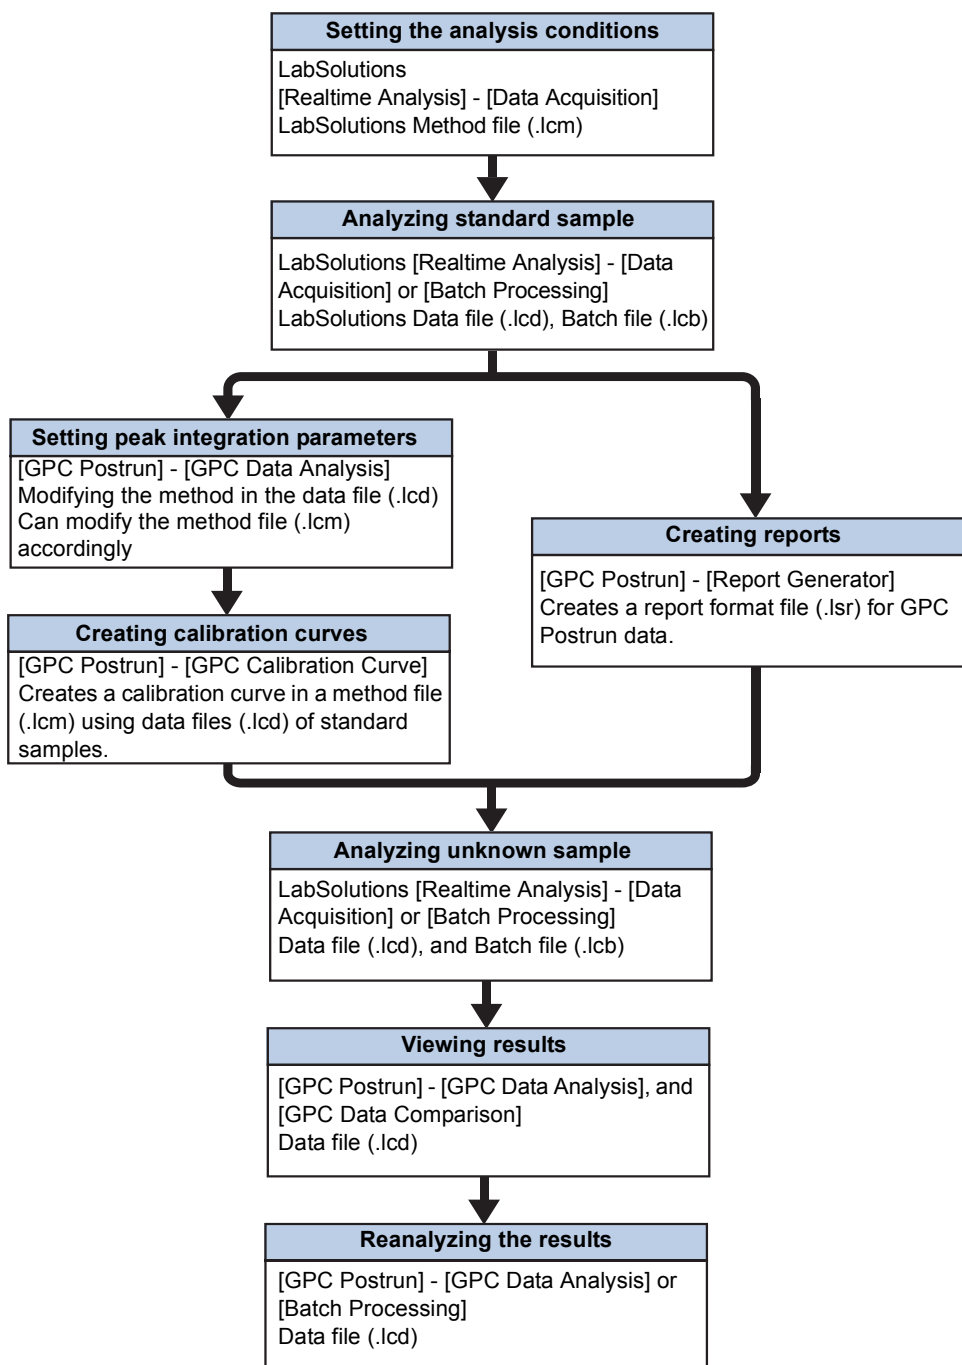 Setting the analysis conditions
LabSolutions
[Realtime Analysis] - [Data Acquisition]
LabSolutions Method file (.lcm)
Analyzing standard sample
LabSolutions [Realtime Analysis] - [Data
Acquisition] or [Batch Processing]
LabSolutions Data file (.lcd), Batch file (.lcb)
Setting peak integration parameters
[GPC Postrun] - [GPC Data Analysis]
Modifying the method in the data file (.lcd)
Can modify the method file (.lcm)
accordingly
Creating calibration curves
[GPC Postrun] - [GPC Calibration Curve]
Creates a calibration curve in a method file
(.lcm) using data files (.lcd) of standard
samples.
Creating reports
[GPC Postrun] - [Report Generator]
Creates a report format file (.lsr) for GPC
Postrun data.
Analyzing unknown sample
LabSolutions [Realtime Analysis] - [Data
Acquisition] or [Batch Processing]
Data file (.lcd), and Batch file (.lcb)
Viewing results
[GPC Postrun] - [GPC Data Analysis], and
[GPC Data Comparison]
Data file (.lcd)
Reanalyzing the results
[GPC Postrun] - [GPC Data Analysis] or
[Batch Processing]
Data file (.lcd)